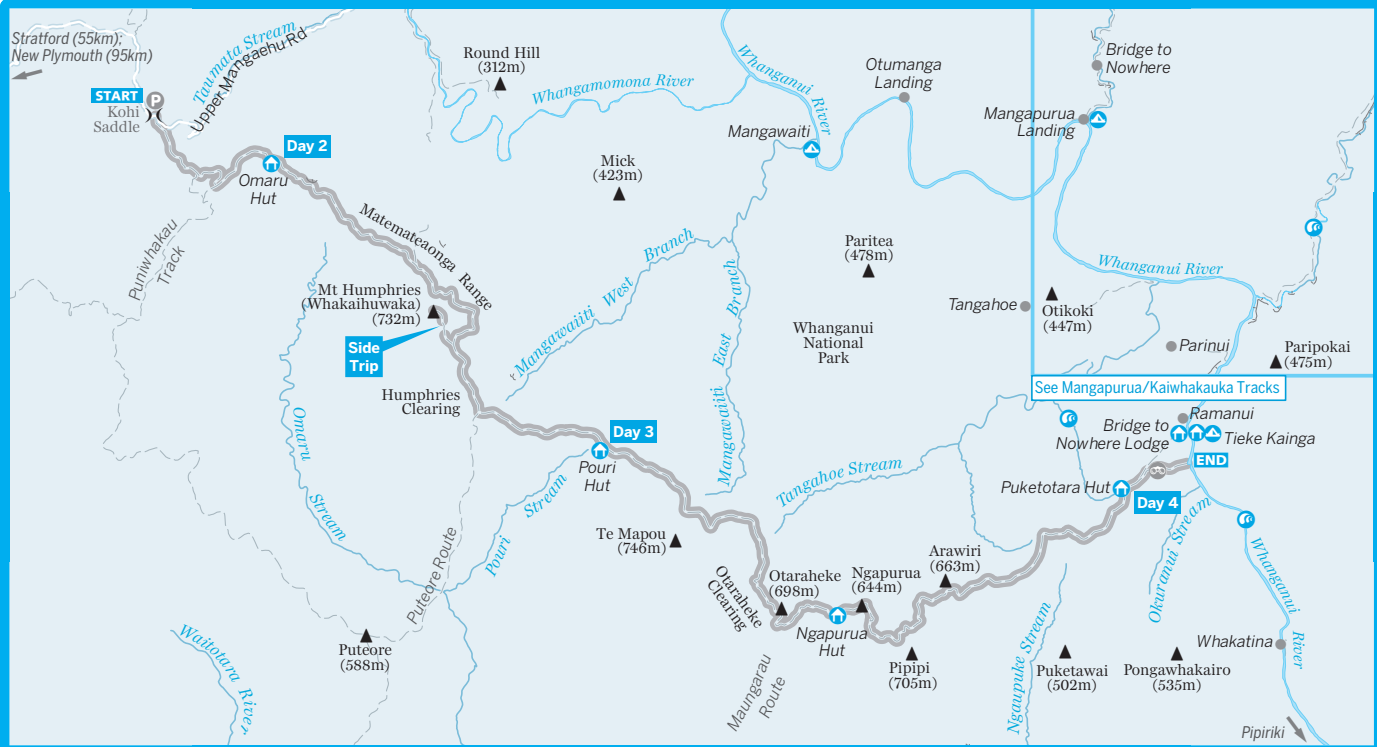 Stratford (55km);
New Plymouth (95km)
Taumata Stream
Upper Mangaehu Rd
START
P
Kohi
Saddle
Round Hill
(312m)
Whangamomona River
Whanganui River
Otumanga
Landing
Bridge to
Nowhere
Mangapurua
Landing
Mangawaiti
Day 2
Omaru
Hut
Mick
(423m)
Matemateaonga Range
Puniwhakau
Track
Mt Humphries
(Whakaihuwaka)
(732m)
Side
Trip
Mangawaiiti West Branch
Mangawaiiti East Branch
Paritea
(478m)
Whanganui
National
Park
Tangahoe
Whanganui River
Otikoki
(447m)
Parinui
Paripokai
(475m)
See Mangapurua/Kaiwhakauka Tracks
Humphries
Clearing
Omaru Stream
Day 3
Pouri
Hut
Pouri Stream
Tangahoe Stream
Ramanui
Bridge to
Nowhere Lodge
Tieke Kainga
END
Puketotara Hut
Day 4
Okuranui Stream
Te Mapou
(746m)
Otaraheke
Clearing
Otaraheke
(698m)
Ngapurua
(644m)
Arawiri
(663m)
Ngapurua
Hut
Pipipi
(705m)
Maungarau
Route
Puteore Route
Puteore
(588m)
Waitotara River
Ngaupuke Stream
Puketawai
(502m)
Pongawhakairo
(535m)
Whakatina
Whanganui River
Pipiriki